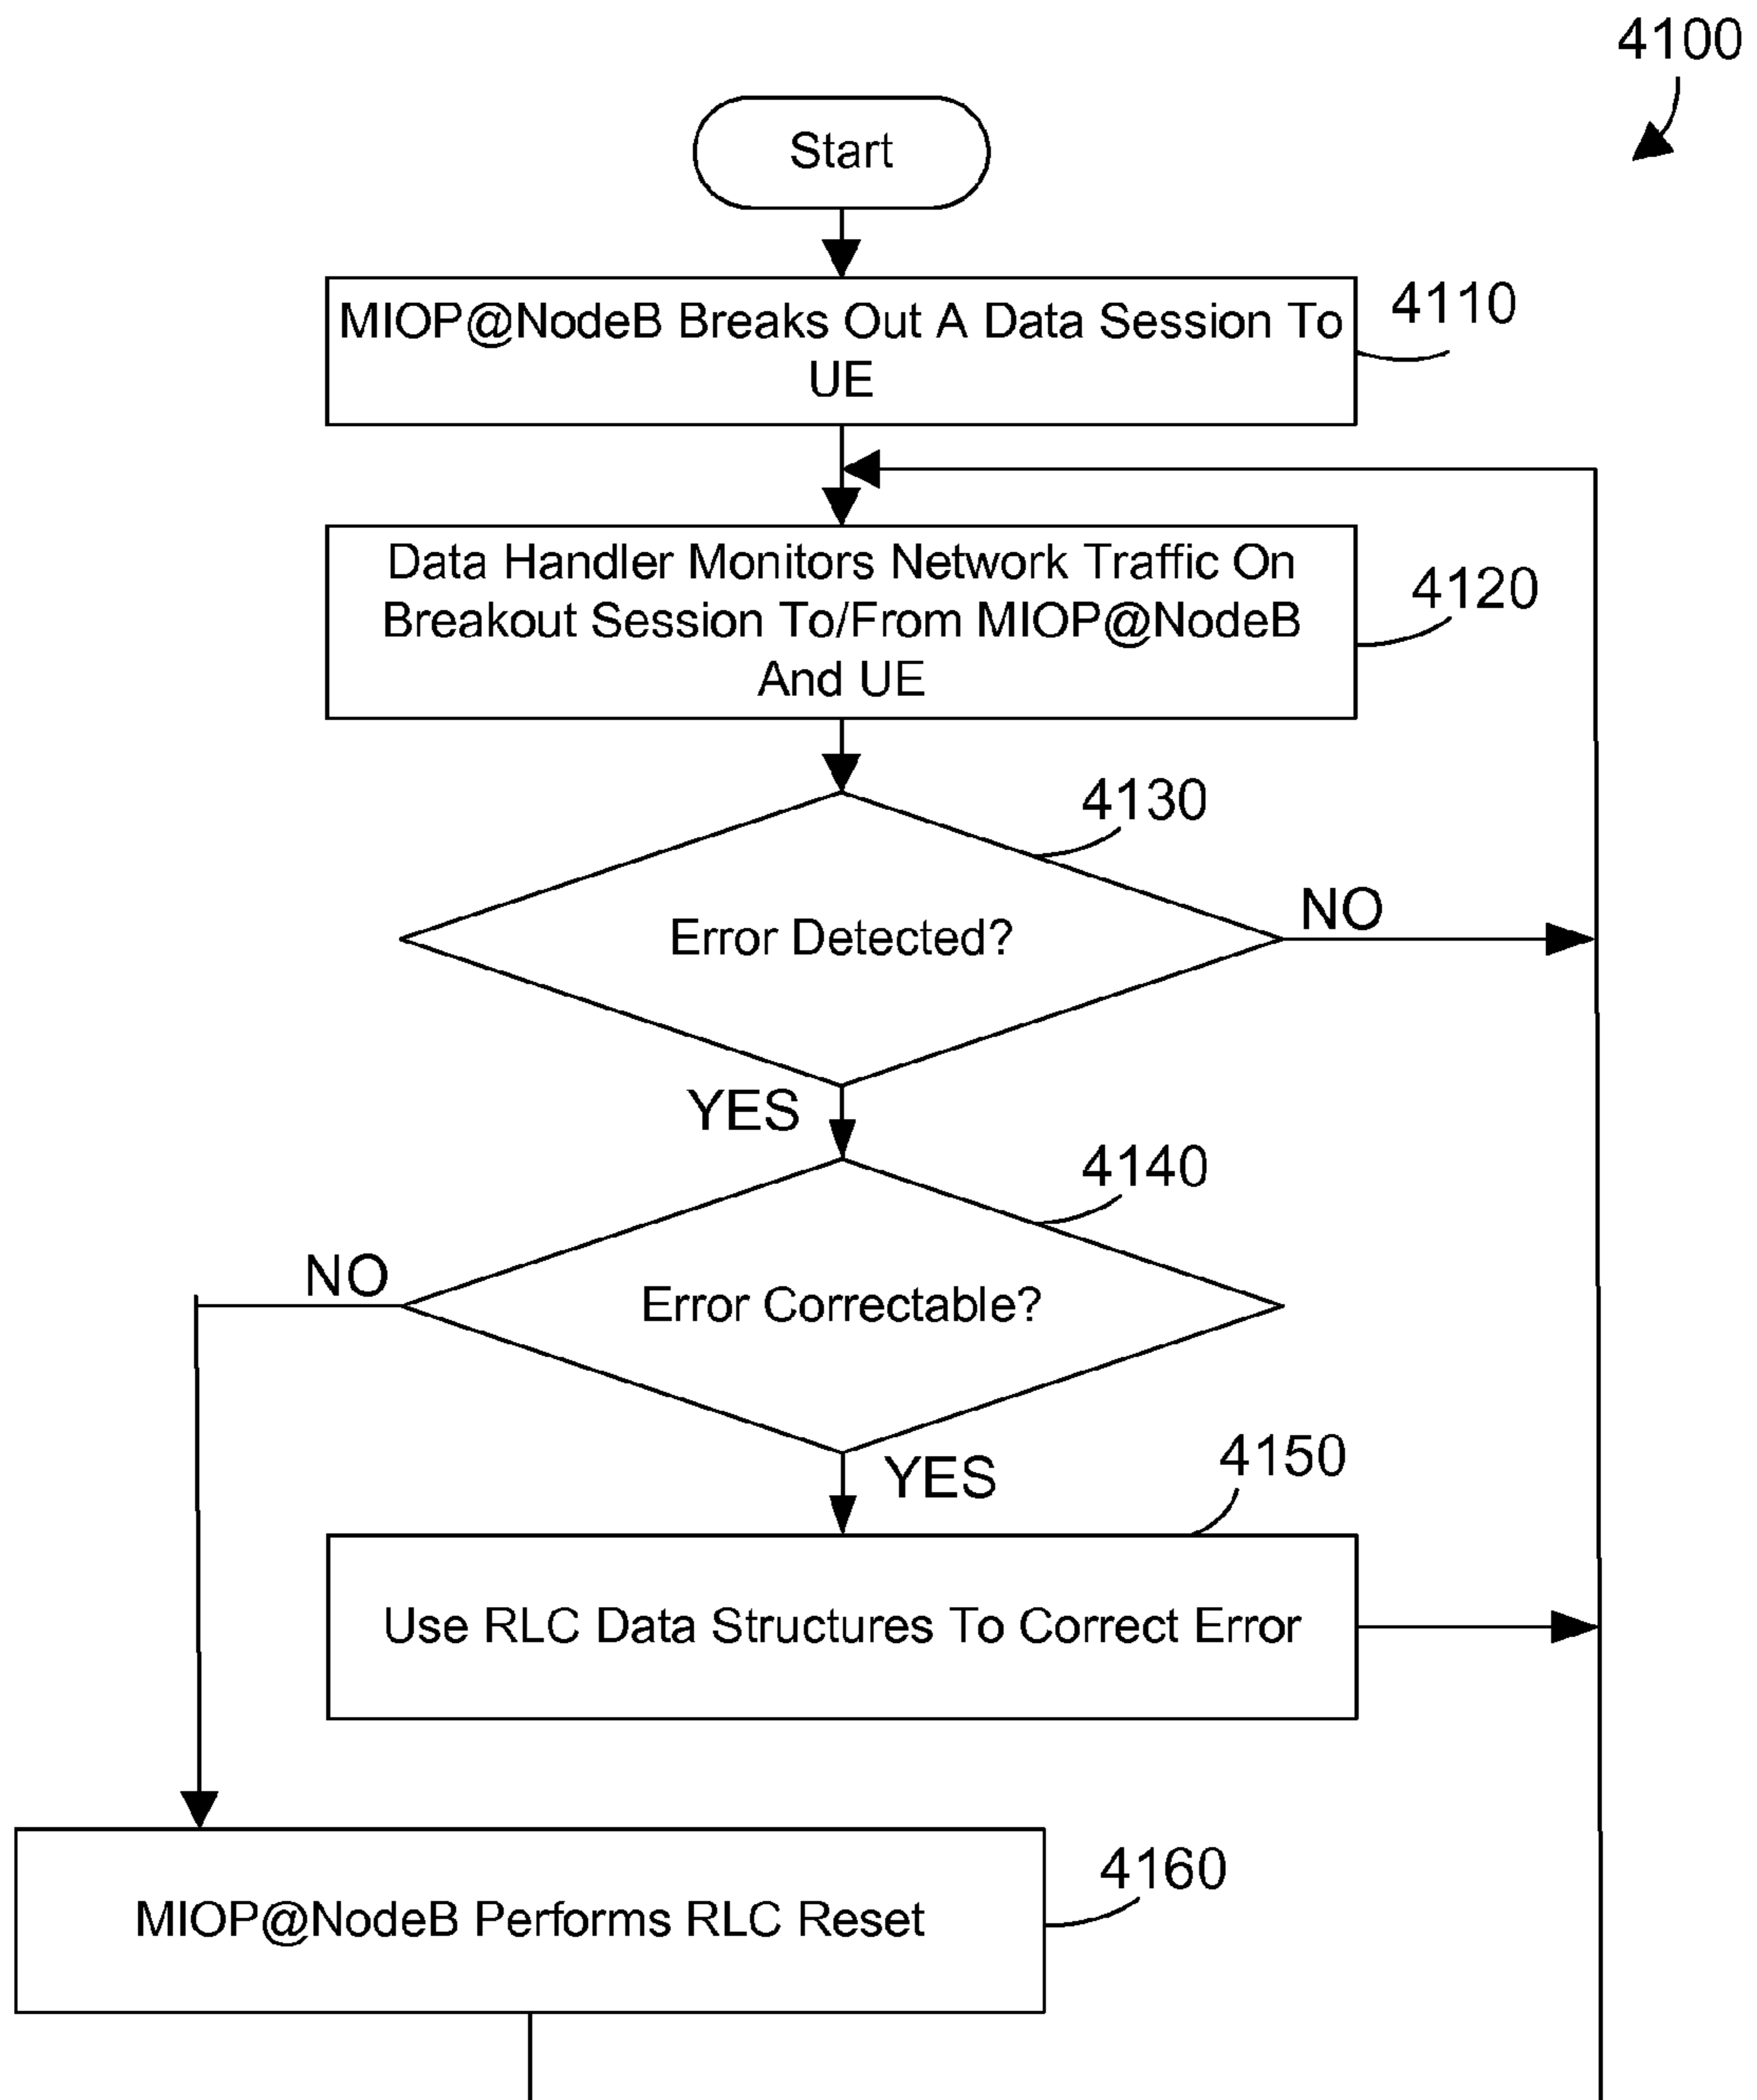 4100
Start
MIOP@NodeB Breaks Out A Data Session To
UE
4110
Data Handler Monitors Network Traffic On
Breakout Session To/From MIOP@NodeB
And UE
4120
4130
Error Detected?
NO
YES
4140
Error Correctable?
NO
YES
4150
Use RLC Data Structures To Correct Error
MIOP@NodeB Performs RLC Reset
4160